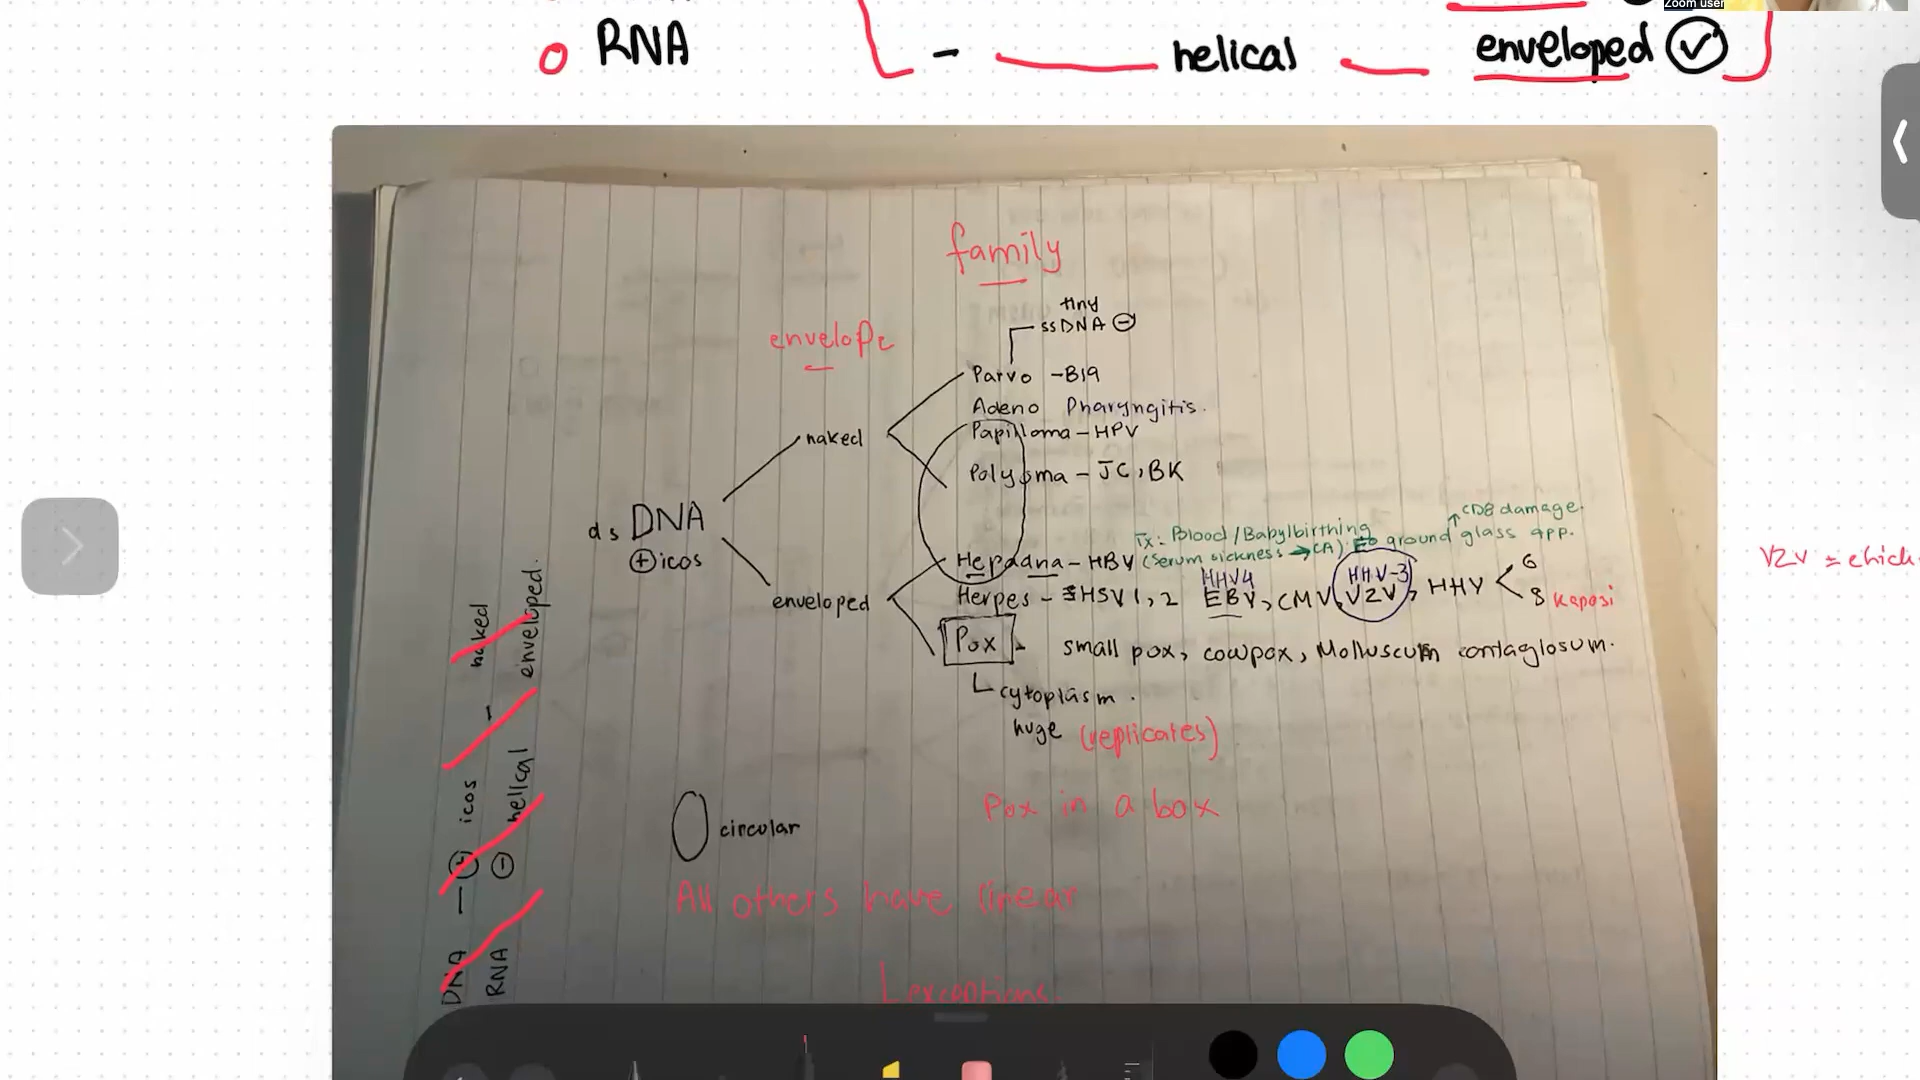 Zoom user
RNA - helical enveloped
family
tiny
ssDNA ⊖
envelope
Parvo - B19
Adeno Pharyngitis.
naked
Papilloma - HPV
Polyoma - JC, BK
ds DNA
⊕ icos
CD8 damage.
Tx: Blood/Babylbirthing ground glass app.
Hepadna - HBV (Serum sickness → CA)
HHV4 HHV-3
enveloped
Herpes - HSV 1, 2 EBV, CMV, VZV, HHV < 6
8 Kaposi
VZV = chick
Pox - small pox, cowpox, Molluscum contagiosum.
cytoplasm.
huge (replicates)
Pox in a box
circular
All others have linear
exceptions
DNA - ⊕ icos - naked
RNA ⊖ helical enveloped.